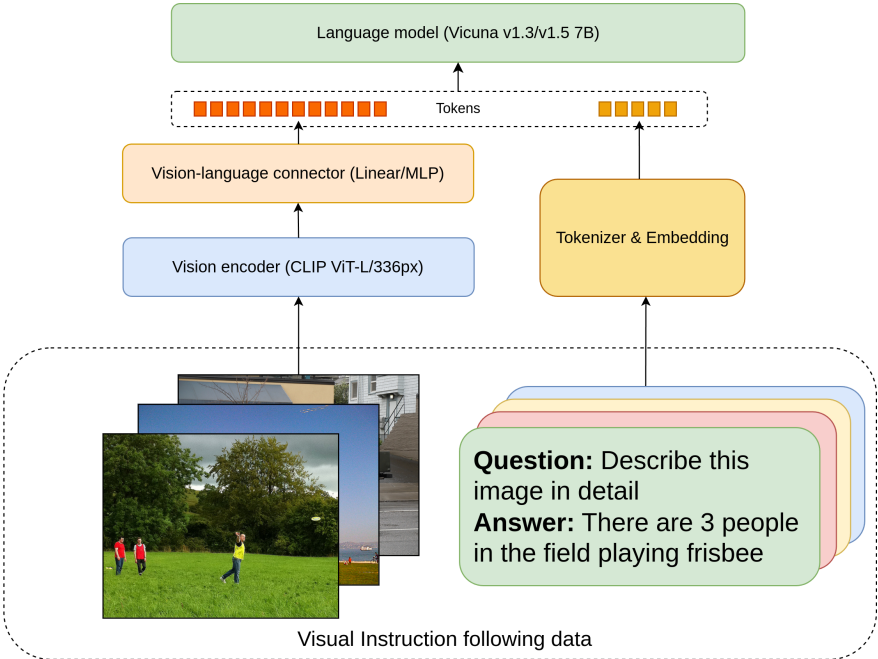 Language model (Vicuna v1.3/v1.5 7B)
Tokens
Vision-language connector (Linear/MLP)
Tokenizer & Embedding
Vision encoder (CLIP ViT-L/336px)
Question: Describe this
image in detail
Answer: There are 3 people
in the field playing frisbee
Visual Instruction following data